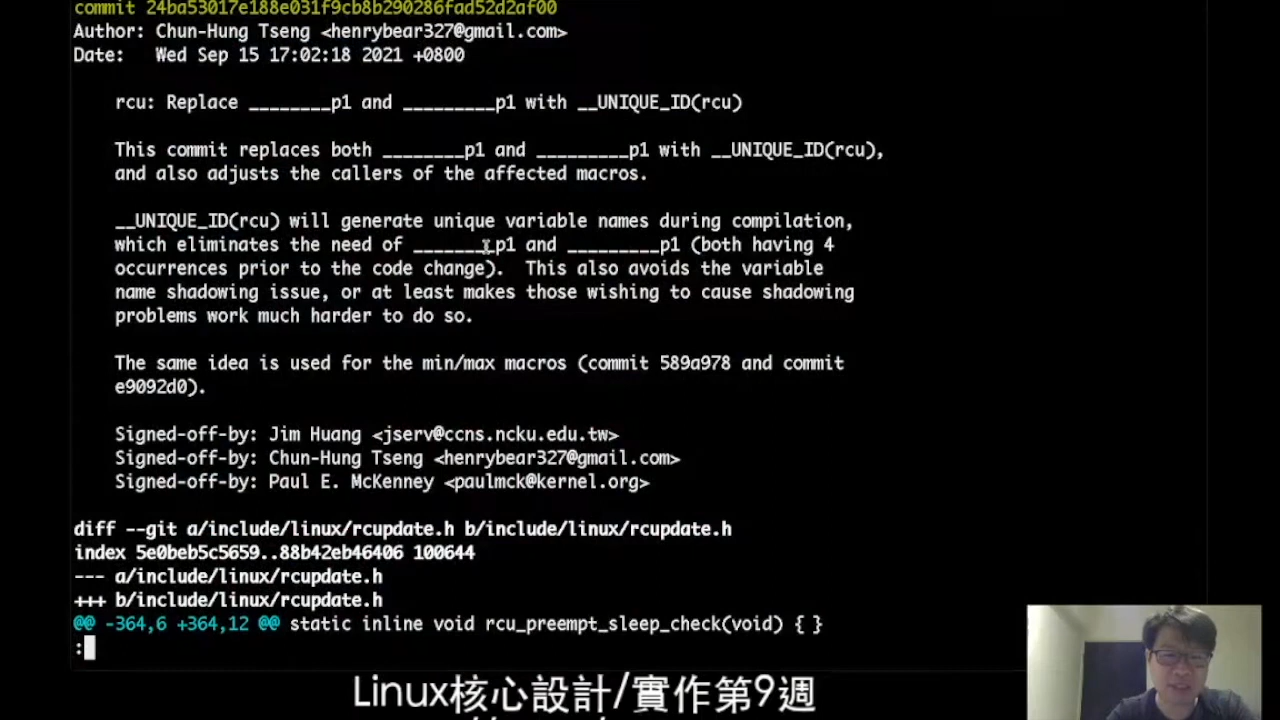 commit 24ba53017e188e031f9cb8b290286fad52d2af00
Author: Chun-Hung Tseng <henrybear327@gmail.com>
Date:   Wed Sep 15 17:02:18 2021 +0800
rcu: Replace ________p1 and _________p1 with __UNIQUE_ID(rcu)
This commit replaces both ________p1 and _________p1 with __UNIQUE_ID(rcu),
and also adjusts the callers of the affected macros.
__UNIQUE_ID(rcu) will generate unique variable names during compilation,
which eliminates the need of ________p1 and _________p1 (both having 4
occurrences prior to the code change).  This also avoids the variable
name shadowing issue, or at least makes those wishing to cause shadowing
problems work much harder to do so.
The same idea is used for the min/max macros (commit 589a978 and commit
e9092d0).
Signed-off-by: Jim Huang <jserv@ccns.ncku.edu.tw>
Signed-off-by: Chun-Hung Tseng <henrybear327@gmail.com>
Signed-off-by: Paul E. McKenney <paulmck@kernel.org>
diff --git a/include/linux/rcupdate.h b/include/linux/rcupdate.h
index 5e0beb5c5659..88b42eb46406 100644
--- a/include/linux/rcupdate.h
+++ b/include/linux/rcupdate.h
@@ -364,6 +364,12 @@ static inline void rcu_preempt_sleep_check(void) { }
:
Linux核心設計/實作第9週